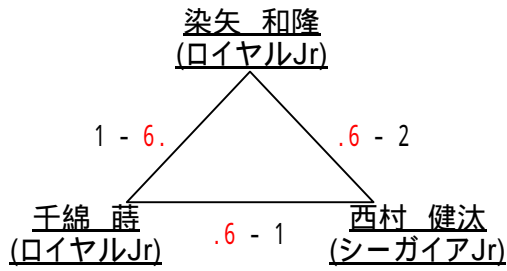 染矢 和隆
(ロイヤルJr)
1 - 6.
.6 - 2
千綿 蒔
(ロイヤルJr)
.6 - 1
西村 健汰
(シーガイアJr)